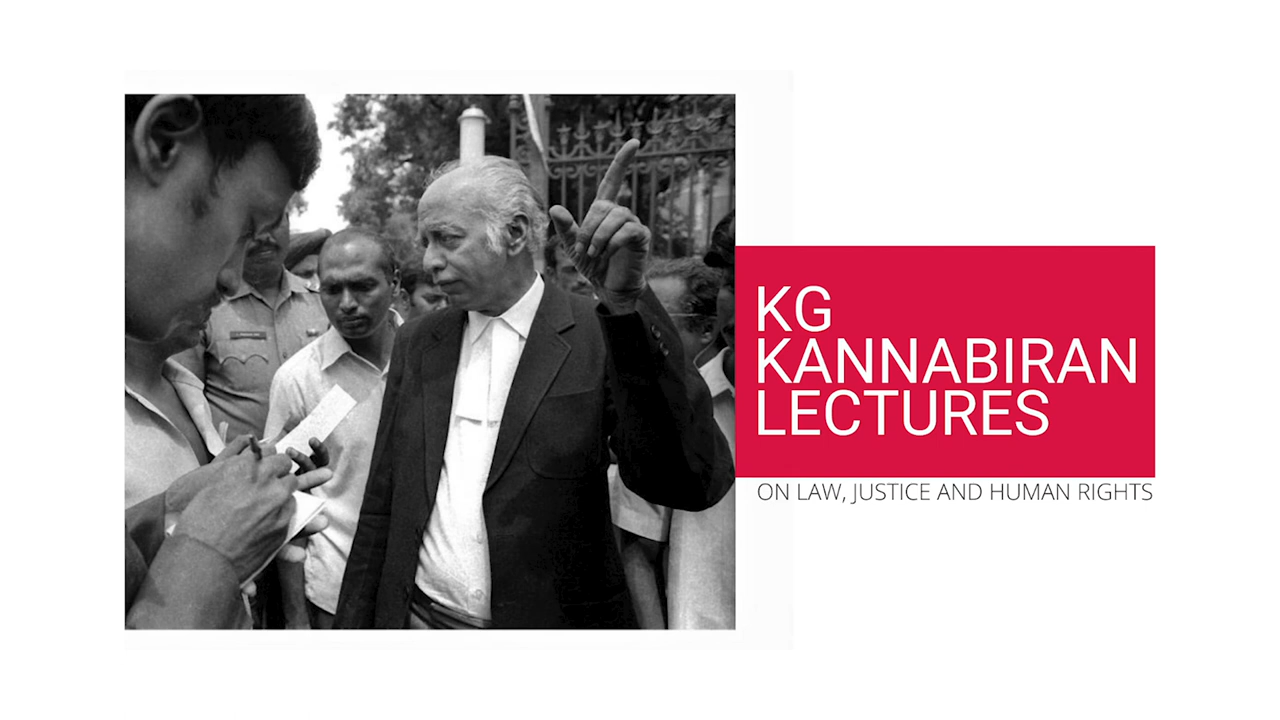 KG
KANNABIRAN
LECTURES
ON LAW, JUSTICE AND HUMAN RIGHTS